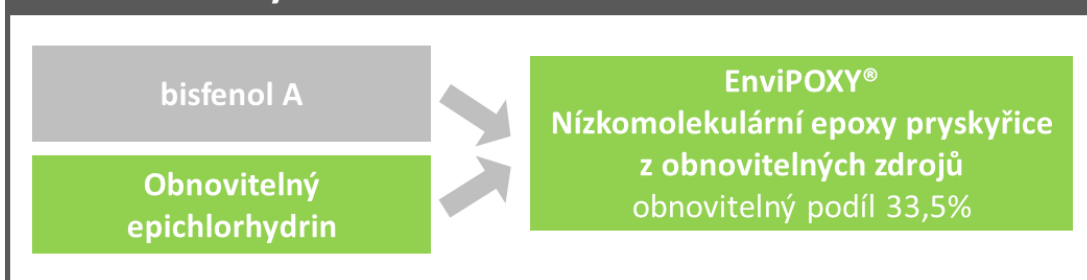 bisfenol A
Obnovitelný
epichlorhydrin
EnviPOXY®
Nízkomolekulární epoxy pryskyřice
z obnovitelných zdrojů
obnovitelný podíl 33,5%